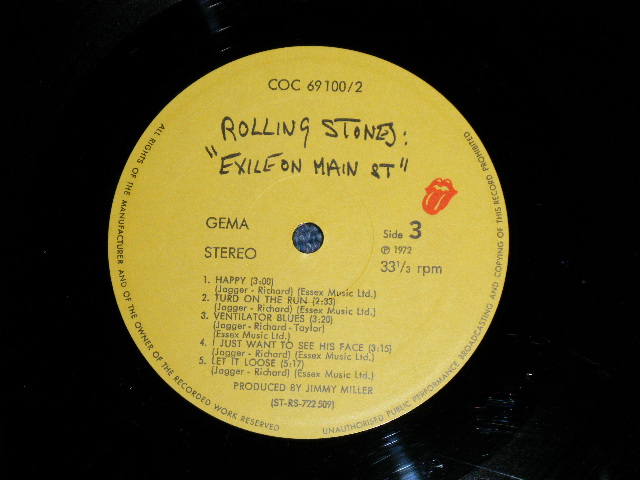 COC 69100/2
ROLLING STONES:
"EXILE ON MAIN ST"
GEMA
STEREO
Side 3
℗ 1972
33 1/3 rpm
1. HAPPY (3:00)
(Jagger - Richard) (Essex Music Ltd.)
2. TURD ON THE RUN (2:33)
(Jagger - Richard) (Essex Music Ltd.)
3. VENTILATOR BLUES (3:20)
(Jagger - Richard - Taylor)
(Essex Music Ltd.)
4. I JUST WANT TO SEE HIS FACE (3:15)
(Jagger - Richard) (Essex Music Ltd.)
5. LET IT LOOSE (5:17)
(Jagger - Richard) (Essex Music Ltd.)
PRODUCED BY JIMMY MILLER
(ST-RS-722 509)
ALL RIGHTS OF THE MANUFACTURER AND OF THE OWNER OF THE RECORDED WORK RESERVED
UNAUTHORISED PUBLIC PERFORMANCE BROADCASTING AND COPYING OF THIS RECORD PROHIBITED